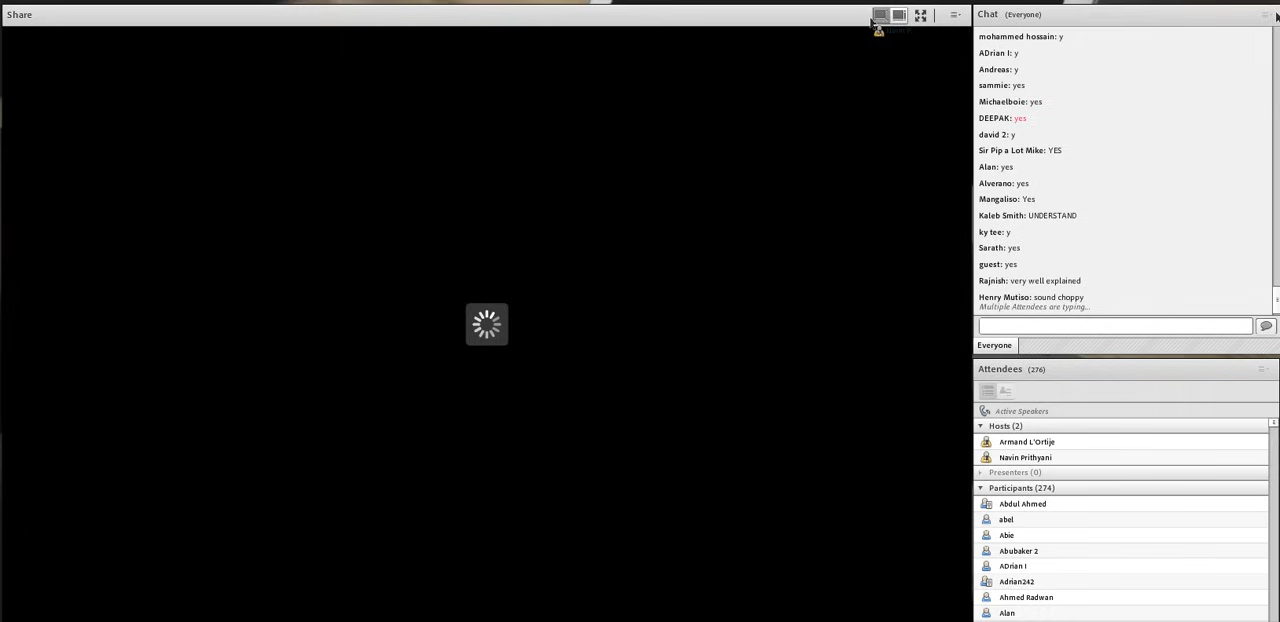 Share
Chat (Everyone)
mohammed hossain: y
ADrian I: y
Andreas: y
sammie: yes
Michaelboie: yes
DEEPAK: yes
david 2: y
Sir Pip a Lot Mike: YES
Alan: yes
Alverano: yes
Mangaliso: Yes
Kaleb Smith: UNDERSTAND
ky tee: y
Sarath: yes
guest: yes
Rajnish: very well explained
Henry Mutiso: sound choppy
Multiple Attendees are typing...
Everyone
Attendees (276)
Active Speakers
Hosts (2)
Armand L'Ortije
Navin Prithyani
Presenters (0)
Participants (274)
Abdul Ahmed
abel
Abie
Abubaker 2
ADrian I
Adrian242
Ahmed Radwan
Alan